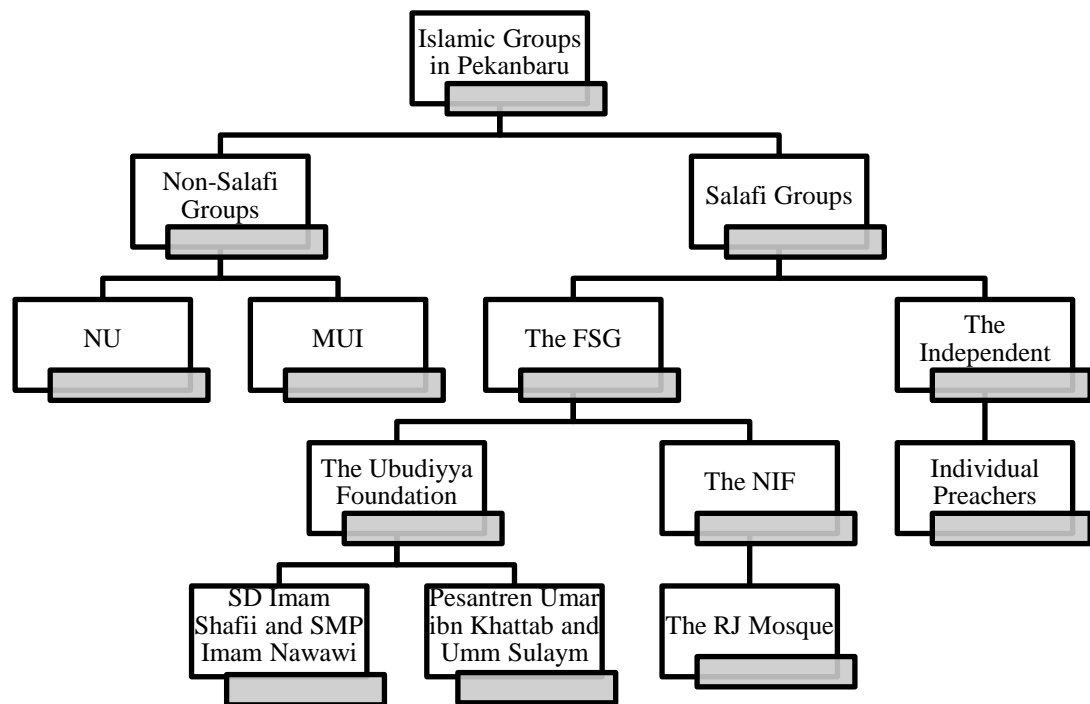 Islamic Groups
in Pekanbaru
Non-Salafi
Groups
Salafi Groups
NU
MUI
The FSG
The
Independent
The Ubudiyya
Foundation
The NIF
Individual
Preachers
SD Imam
Shafii and SMP
Imam Nawawi
Pesantren Umar
ibn Khattab and
Umm Sulaym
The RJ Mosque